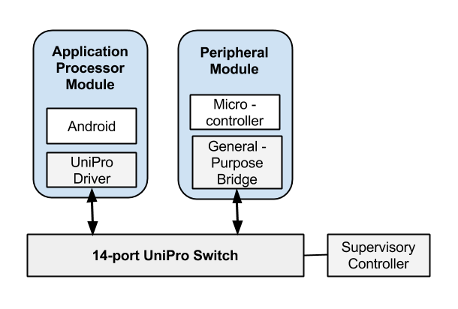 Application
Processor
Module
Android
UniPro
Driver
Peripheral
Module
Micro -
controller
General -
Purpose
Bridge
14-port UniPro Switch
Supervisory
Controller